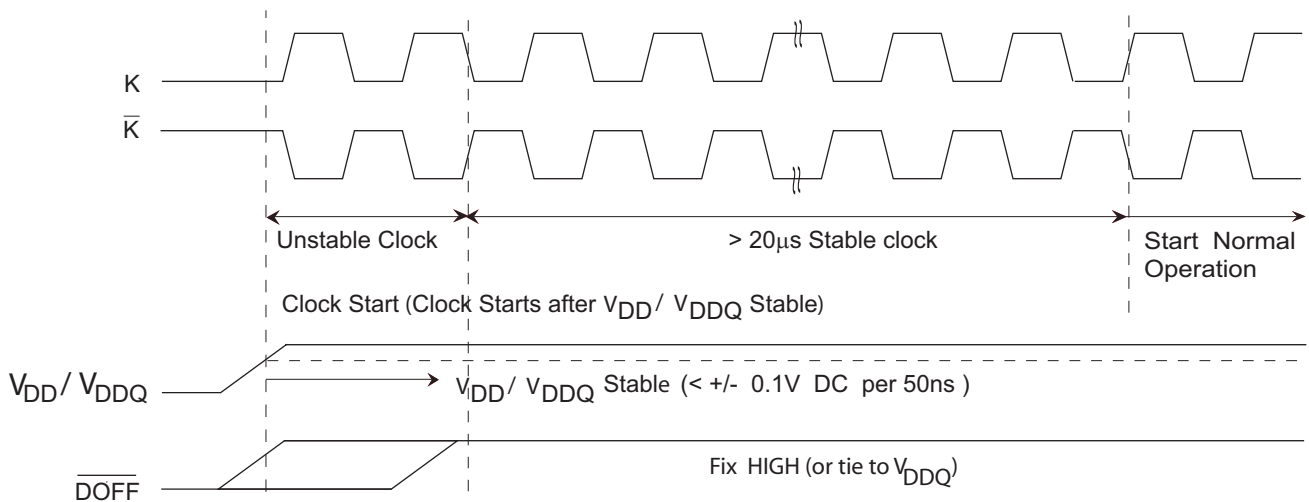 K
K̅
Unstable Clock
> 20μs Stable clock
Start Normal
Operation
Clock Start (Clock Starts after VDD / VDDQ Stable)
VDD / VDDQ
VDD / VDDQ Stable (< +/- 0.1V DC per 50ns )
D̅O̅F̅F̅
Fix HIGH (or tie to VDDQ)